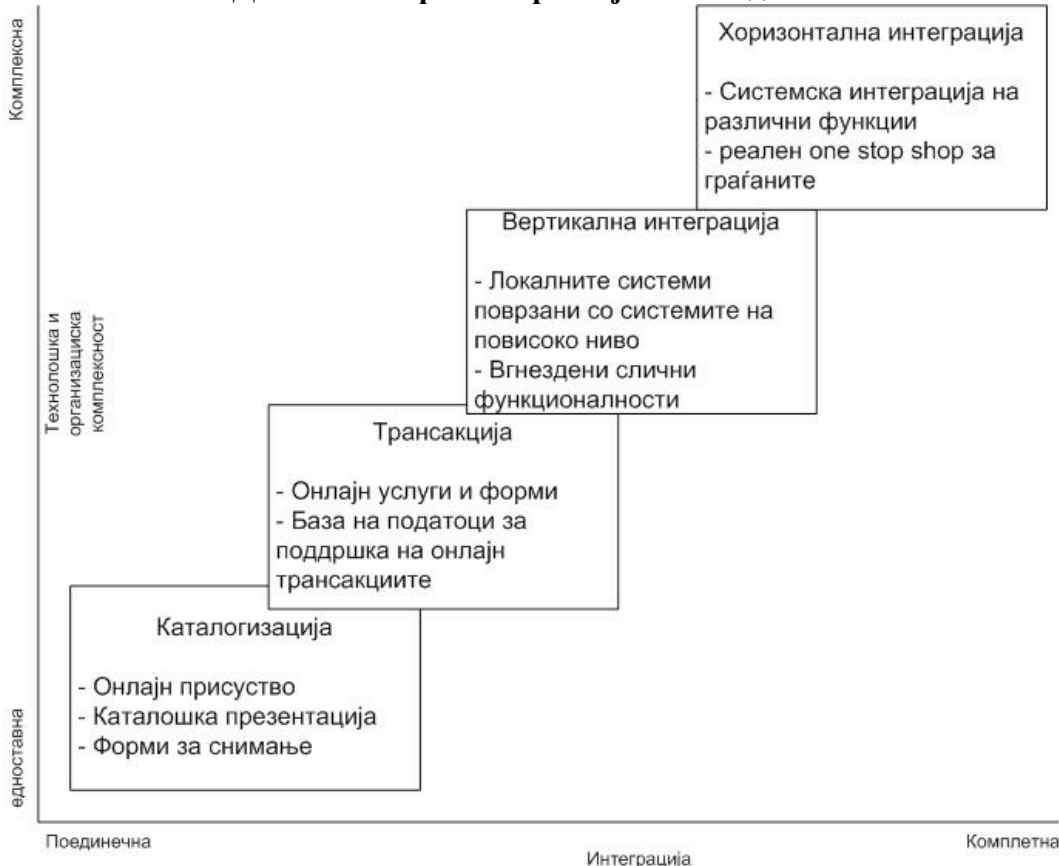 Комплексна
Хоризонтална интеграција
- Системска интеграција на
различни функции
- реален one stop shop за
граѓаните
Вертикална интеграција
- Локалните системи
поврзани со системите на
повисоко ниво
- Вгнездени слични
функционалности
Технолошка и
организациска
комплексност
Трансакција
- Онлајн услуги и форми
- База на податоци за
поддршка на онлајн
трансакциите
Каталогизација
- Онлајн присуство
- Каталошка презентација
- Форми за снимање
едноставна
Поединечна
Комплетна
Интеграција